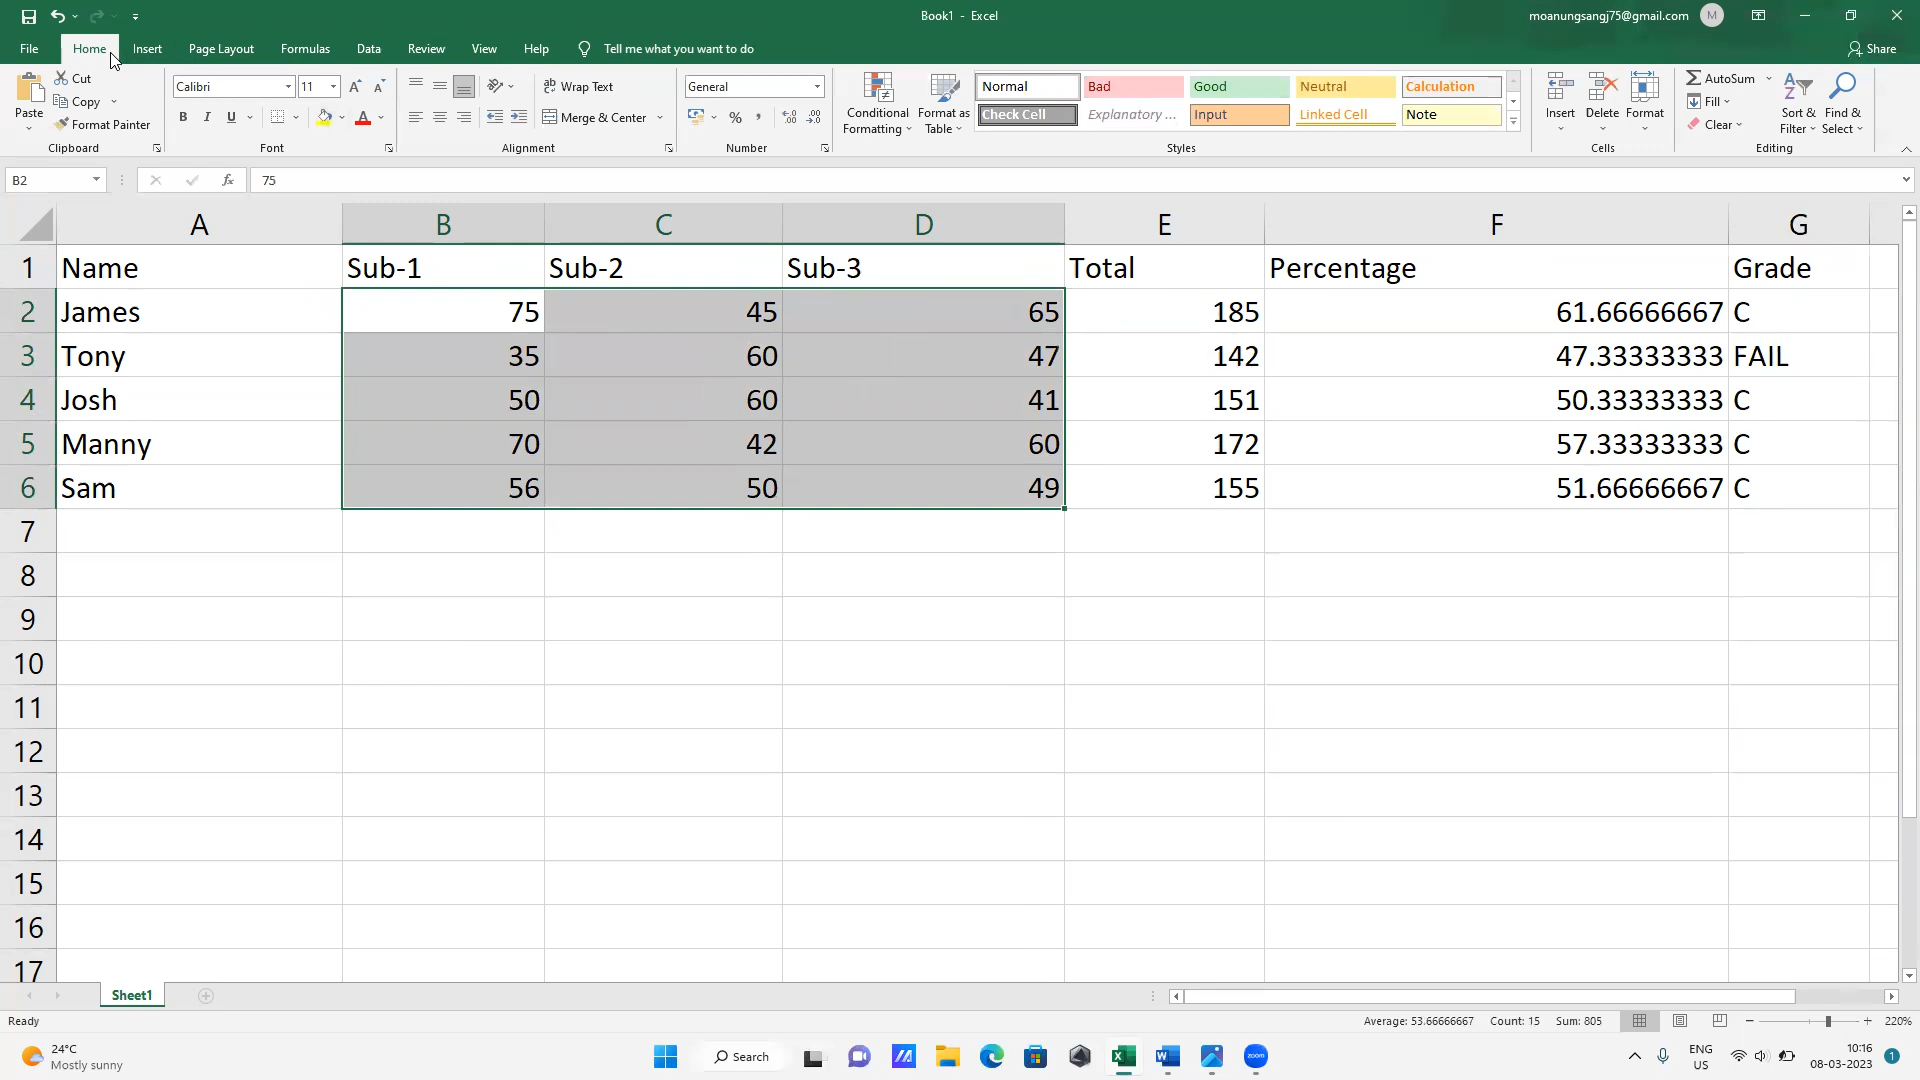 Book1 - Excel
moanungsangj75@gmail.com M
File Home Insert Page Layout Formulas Data Review View Help Tell me what you want to do Share
Paste
Cut
Copy
Format Painter
Clipboard
Calibri 11
B I U
Font
Wrap Text
Merge & Center
Alignment
General
Number
Conditional Formatting
Format as Table
Normal Bad Good Neutral Calculation
Check Cell Explanatory ... Input Linked Cell Note
Styles
Insert Delete Format
Cells
AutoSum
Fill
Clear
Sort & Filter
Find & Select
Editing
B2 fx 75
A B C D E F G
1 Name Sub-1 Sub-2 Sub-3 Total Percentage Grade
2 James 75 45 65 185 61.66666667 C
3 Tony 35 60 47 142 47.33333333 FAIL
4 Josh 50 60 41 151 50.33333333 C
5 Manny 70 42 60 172 57.33333333 C
6 Sam 56 50 49 155 51.66666667 C
7
8
9
10
11
12
13
14
15
16
17
Sheet1
Ready Average: 53.66666667 Count: 15 Sum: 805 220%
24°C
Mostly sunny
Search
zoom
ENG
US
10:16
08-03-2023
1